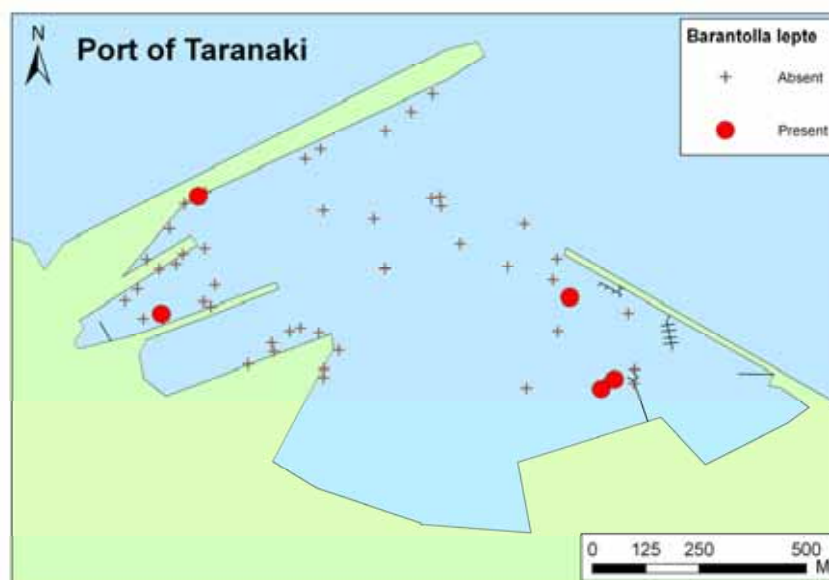 N
Port of Taranaki
Barantolla lepte
Absent
Present
0 125 250 500
M